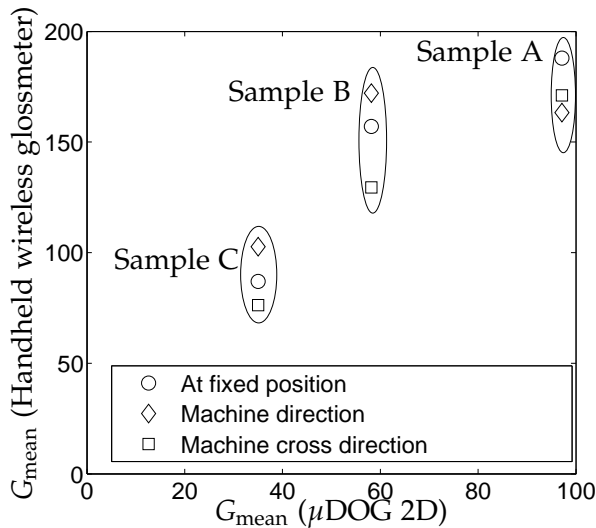 200
150
100
50
0
G_mean (Handheld wireless glossmeter)
Sample A
Sample B
Sample C
At fixed position
Machine direction
Machine cross direction
0 20 40 60 80 100
G_mean (μDOG 2D)